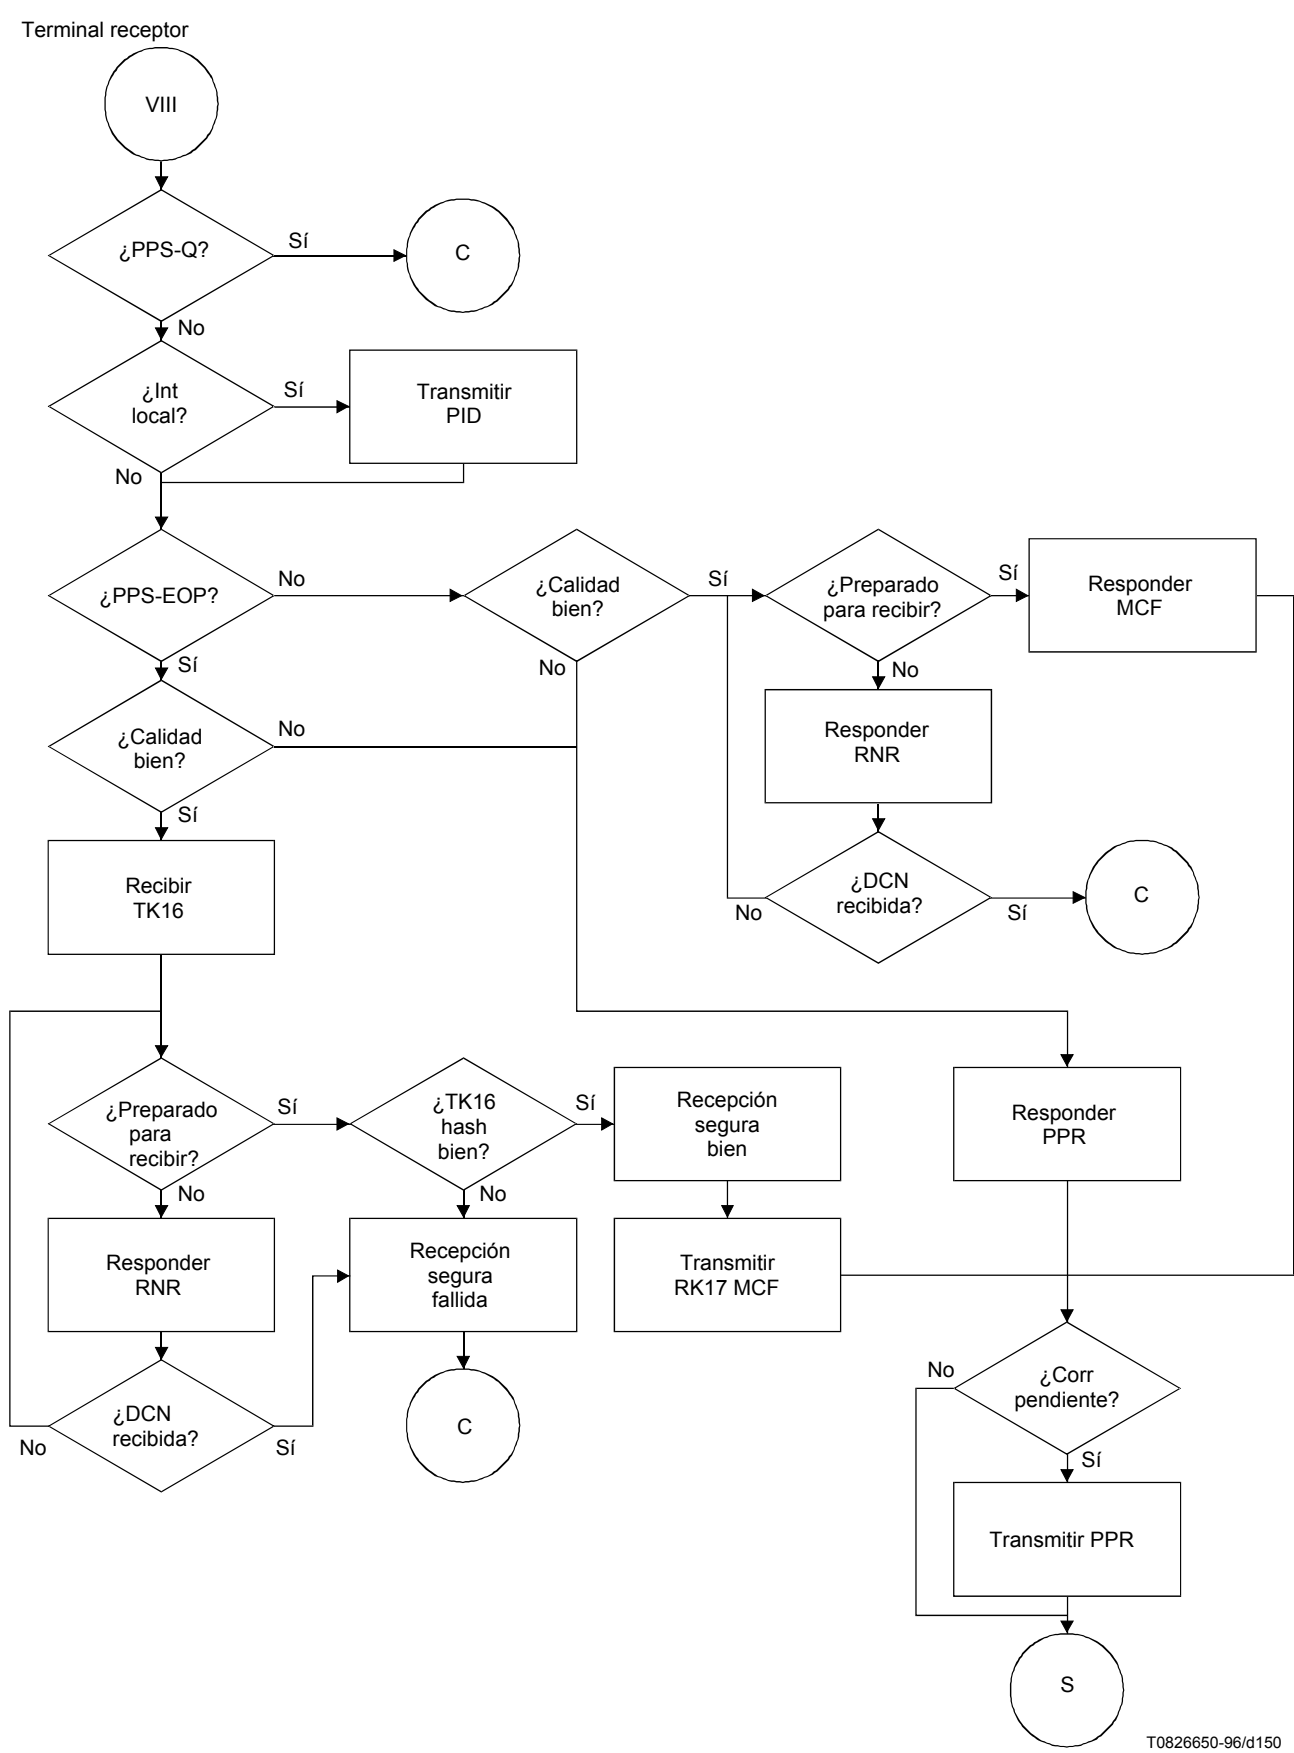 Terminal receptor
VIII
¿PPS-Q?
Sí
C
No
¿Int
local?
Sí
Transmitir
PID
No
¿PPS-EOP?
No
¿Calidad
bien?
Sí
¿Preparado
para recibir?
Sí
Responder
MCF
Sí
No
No
¿Calidad
bien?
No
Responder
RNR
Sí
Recibir
TK16
¿DCN
recibida?
No
Sí
C
¿Preparado
para
recibir?
Sí
¿TK16
hash
bien?
Sí
Recepción
segura
bien
Responder
PPR
No
No
Responder
RNR
Recepción
segura
fallida
Transmitir
RK17 MCF
No
¿Corr
pendiente?
¿DCN
recibida?
No
Sí
C
Sí
Transmitir PPR
S
T0826650-96/d150